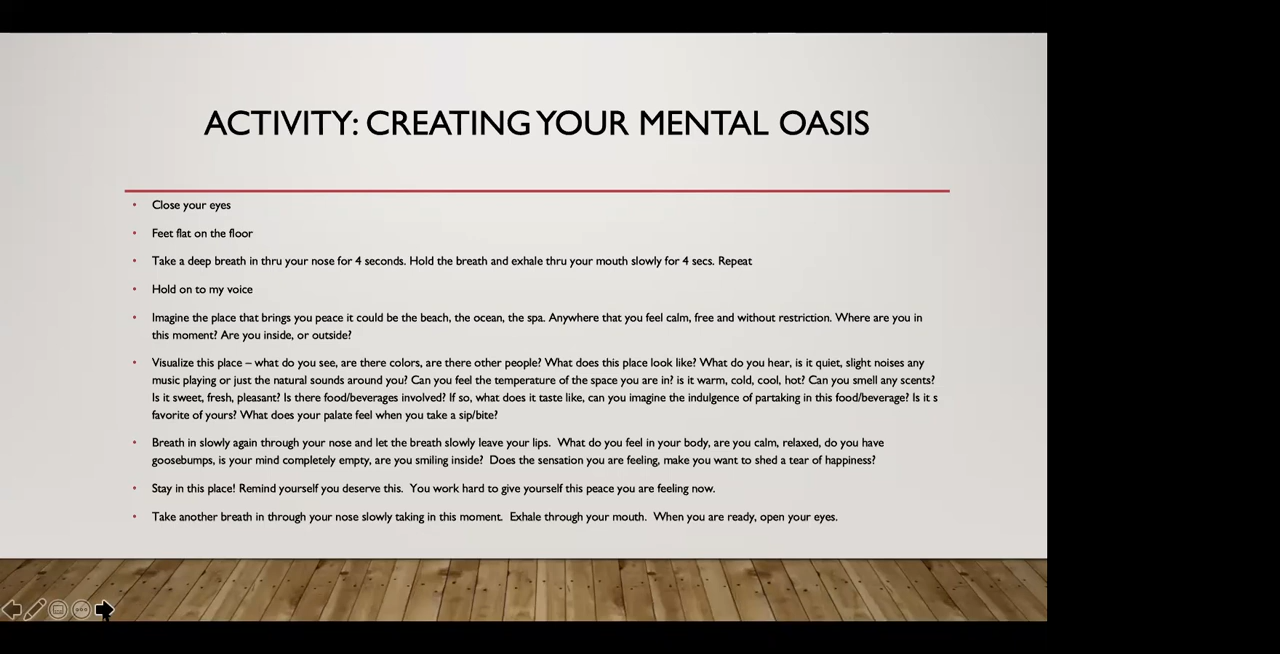 ACTIVITY: CREATING YOUR MENTAL OASIS
• Close your eyes
• Feet flat on the floor
• Take a deep breath in thru your nose for 4 seconds. Hold the breath and exhale thru your mouth slowly for 4 secs. Repeat
• Hold on to my voice
• Imagine the place that brings you peace it could be the beach, the ocean, the spa. Anywhere that you feel calm, free and without restriction. Where are you in
this moment? Are you inside, or outside?
• Visualize this place – what do you see, are there colors, are there other people? What does this place look like? What do you hear, is it quiet, slight noises any
music playing or just the natural sounds around you? Can you feel the temperature of the space you are in? is it warm, cold, cool, hot? Can you smell any scents?
Is it sweet, fresh, pleasant? Is there food/beverages involved? If so, what does it taste like, can you imagine the indulgence of partaking in this food/beverage? Is it s
favorite of yours? What does your palate feel when you take a sip/bite?
• Breath in slowly again through your nose and let the breath slowly leave your lips. What do you feel in your body, are you calm, relaxed, do you have
goosebumps, is your mind completely empty, are you smiling inside? Does the sensation you are feeling, make you want to shed a tear of happiness?
• Stay in this place! Remind yourself you deserve this. You work hard to give yourself this peace you are feeling now.
• Take another breath in through your nose slowly taking in this moment. Exhale through your mouth. When you are ready, open your eyes.